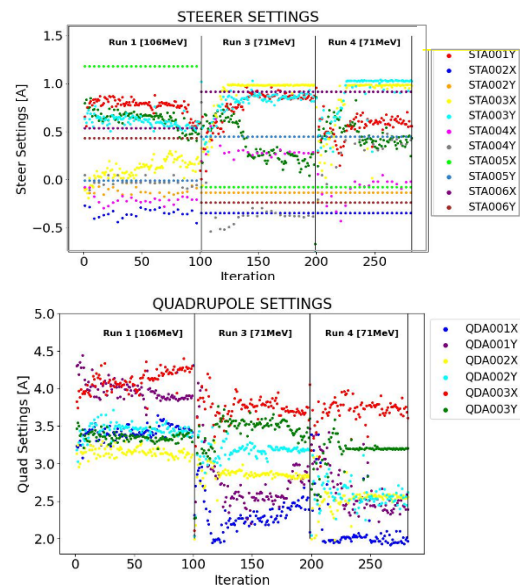 STEERER SETTINGS
Run 1 [106MeV] Run 3 [71MeV] Run 4 [71MeV]
Steer Settings [A]
1.5
1.0
0.5
0.0
−0.5
0 50 100 150 200 250
Iteration
STA001Y
STA002X
STA002Y
STA003X
STA003Y
STA004X
STA004Y
STA005X
STA005Y
STA006X
STA006Y
QUADRUPOLE SETTINGS
Run 1 [106MeV] Run 3 [71MeV] Run 4 [71MeV]
Quad Settings [A]
5.0
4.5
4.0
3.5
3.0
2.5
2.0
0 50 100 150 200 250
Iteration
QDA001X
QDA001Y
QDA002X
QDA002Y
QDA003X
QDA003Y